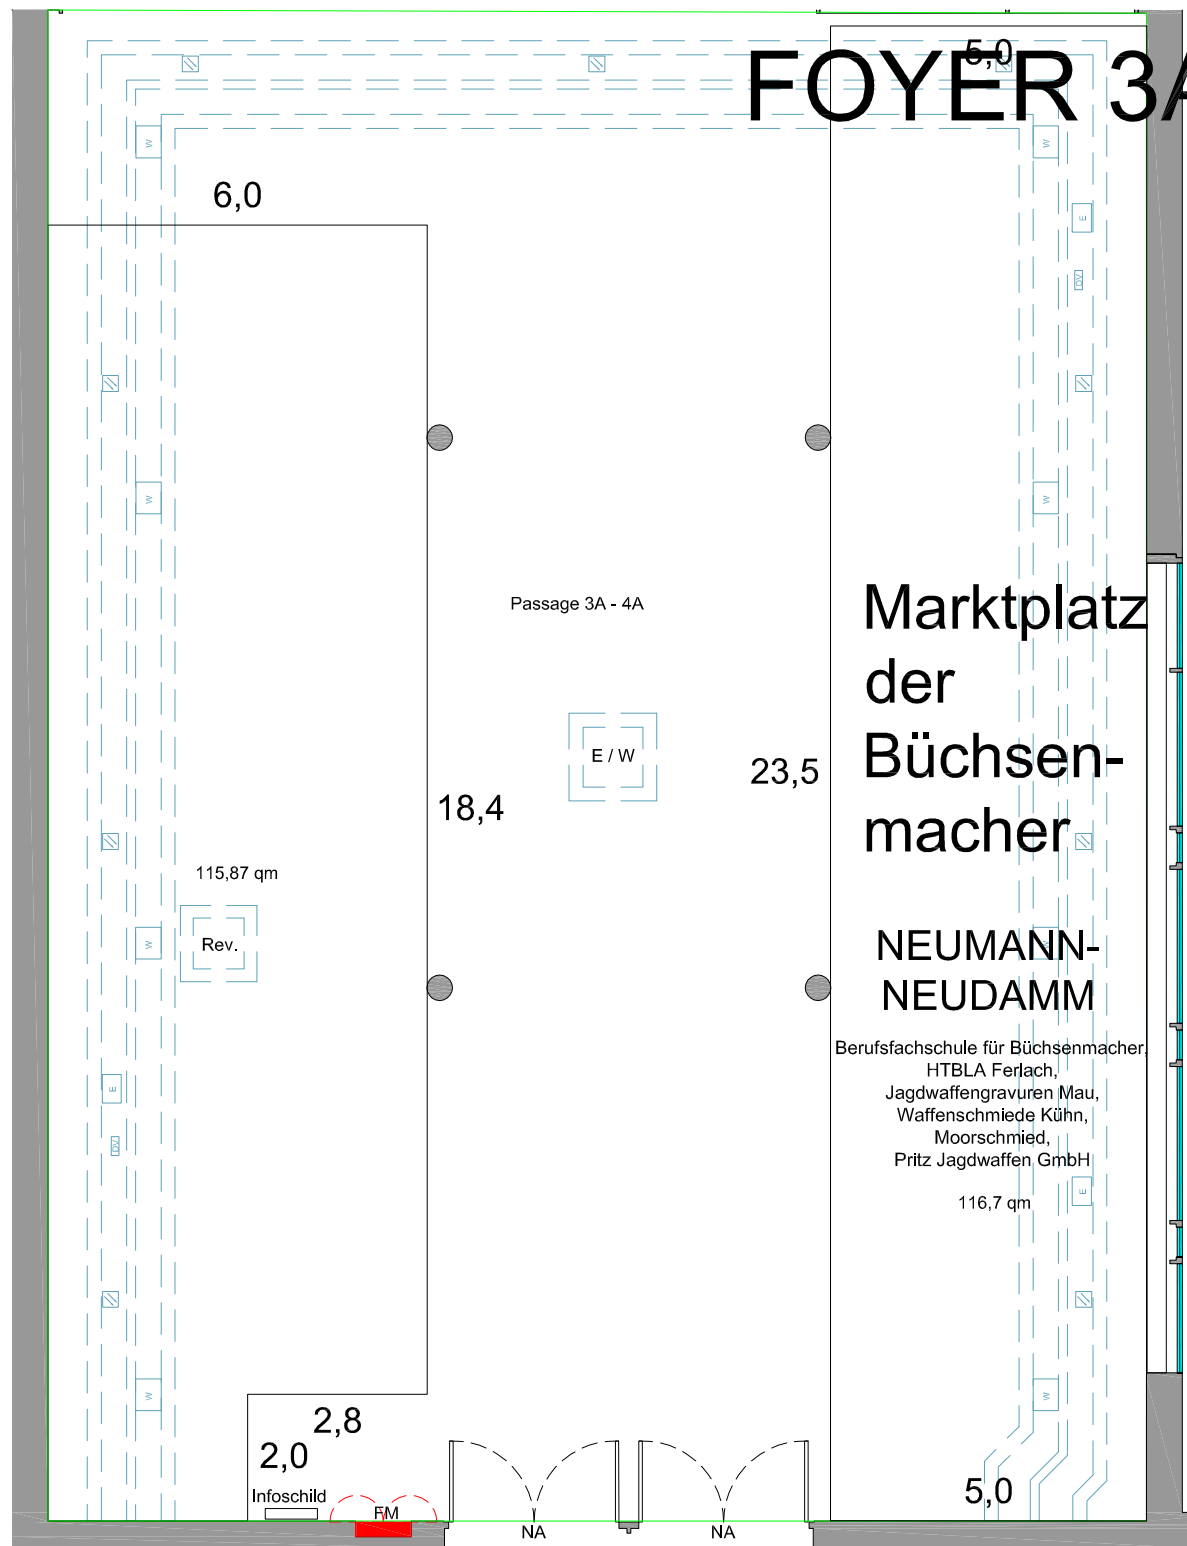 5,0
FOYER 3A
W
W
E
6,0
DV
W
W
Passage 3A - 4A
Marktplatz
der
Büchsen-
macher
E / W
23,5
18,4
115,87 qm
Rev.
W
W
NEUMANN-
NEUDAMM
Berufsfachschule für Büchsenmacher,
HTBLA Ferlach,
Jagdwaffengravuren Mau,
Waffenschmiede Kühn,
Moorschmied,
Pritz Jagdwaffen GmbH
116,7 qm
E
DV
E
W
W
2,8
2,0
Infoschild
FM
NA
NA
5,0